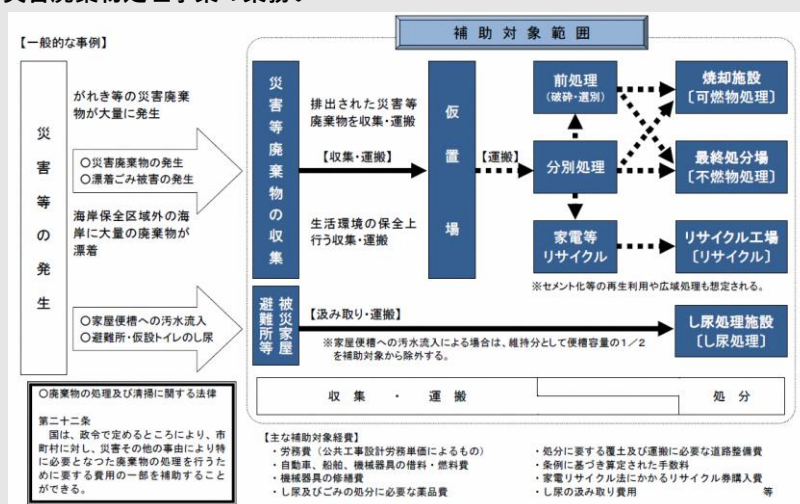 【一般的な事例】
補助対象範囲
災害等の発生
がれき等の災害廃棄
物が大量に発生
○災害廃棄物の発生
○漂着ごみ被害の発生
海岸保全区域外の海
岸に大量の廃棄物が
漂着
○家屋便槽への汚水流入
○避難所・仮設トイレのし尿
災害等廃棄物の収集
排出された災害等
廃棄物を収集・運搬
【収集・運搬】
生活環境の保全上
行う収集・運搬
仮置場
【運搬】
前処理
(破砕・選別)
分別処理
家電等
リサイクル
焼却施設
〔可燃物処理〕
最終処分場
〔不燃物処理〕
リサイクル工場
〔リサイクル〕
※セメント化等の再生利用や広域処理も想定される。
被災家屋
避難所等
【汲み取り・運搬】
※家屋便槽への汚水流入による場合は、維持分として便槽容量の1/2
を補助対象から除外する。
し尿処理施設
〔し尿処理〕
収集・運搬
処分
○廃棄物の処理及び清掃に関する法律
第二十二条
国は、政令で定めるところにより、市
町村に対し、災害その他の事由により特
に必要となつた廃棄物の処理を行うた
めに要する費用の一部を補助すること
ができる。
【主な補助対象経費】
・労務費(公共工事設計労務単価によるもの)
・自動車、船舶、機械器具の借料・燃料費
・機械器具の修繕費
・し尿及びごみの処分に必要な薬品費
・処分に要する覆土及び運搬に必要な道路整備費
・条例に基づき算定された手数料
・家電リサイクル法にかかるリサイクル券購入費
・し尿の汲み取り費用 等